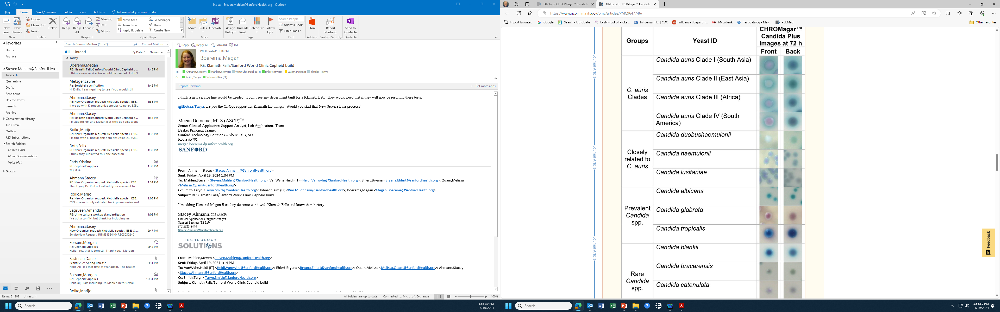 Inbox - Steven.Mahlen@SanfordHealth.org - Outlook
File Home Send / Receive Folder View Add-ins Tell me what you want to do...
New Email
New Items
Ignore
Clean Up
Junk
Delete
Reply
Reply All
Forward
Meeting
IM
More
Move to: ?
Team Email
Reply & Delete
To Manager
Done
Create New
Move
Rules
OneNote
Assign Policy
Unread/ Read
Categorize
Follow Up
Search People
Address Book
Filter Email
Store
Report Phishing
Send to OneNote
New Delete Respond Quick Steps Move Tags Find Add-ins Sanford Security OneNote
Favorites
Drafts
Archive
Steven.Mahlen@SanfordHea...
Inbox 4
Quarantine
Drafts
Sent Items
Deleted Items
Benefits
Archive
Conversation History
Junk Email
Outbox
RSS Subscriptions
Search Folders
Missed Calls
Missed Conversations
Voice Mail
Groups
Search Current Mailbox (Ctrl+E) Current Mailbox
All Unread By Date Newest
Today
Boerema,Megan
RE: Klamath Falls/Sanford World Clinic Cepheid b... 1:45 PM
I think a new service line would be needed. I don't
Metzger,Laurie
Re: Bordetella verification 1:42 PM
Hi Emily, I am inquiring to see if you would still
Ahmann,Stacey
RE: New Organism request: Klebsiella species, ESB... 1:38 PM
If we go with K. pneumoniae species complex, ESBL.
Ahmann,Stacey
RE: Klamath Falls/Sanford World Clinic Cepheid b... 1:34 PM
I'm adding Kim and Megan B as they do some work
Roiko,Marijo
Re: New Organism request: Klebsiella species, ESB... 1:32 PM
I'm fine with K. pneumoniae species complex, ESBL.
Roth,Felix
RE: New Organism request: Klebsiella species, ESB... 1:30 PM
I think they submitted this one based on
Eads,Kristina
RE: Cepheid Supplies 1:30 PM
Yes, it is.
Ahmann,Stacey
RE: New Organism request: Klebsiella species, ESB... 1:14 PM
Thank you, Dr. Roiko. I will add your comment to
Roiko,Marijo
Re: New Organism request: Klebsiella species, ESB... 1:05 PM
ESBL screen is only validated for K. pneumoniae and
Sagsveen,Amanda
RE: Urine culture workup standardization 1:02 PM
I've got a conflict but thank for including me.
Ahmann,Stacey
New Organism request: Klebsiella species, ESBL & ... 12:47 PM
ServiceNow Request: RITM3133440/ REQ3030240
Fossum,Morgan
Re: Cepheid Supplies 12:42 PM
Hello, Yes, that is correct! Thank you, Morgan
Fastenau,Daniel
Beaker 2024 Spring Release 12:31 PM
Hello All, It's that time of year again. The Beaker
Fossum,Morgan
Re: Cepheid Supplies 12:31 PM
Hello all, I am including Dr. Mahlen in this email
Roiko,Marijo
Reply Reply All Forward IM
Fri 4/19/2024 1:45 PM
Boerema,Megan
RE: Klamath Falls/Sanford World Clinic Cepheid build
To Ahmann,Stacey; Mahlen,Steven; VanWyhe,Heidi (IT); Ehlert,Bryana; Quam,Melissa; Blotske,Tanya
Cc Smith,Taryn; Johnson,Kim (IT)
Report Phishing + Get more apps
I think a new service line would be needed. I don't see any department built for a Klamath Lab. They would need that if they will now be resulting these tests.
@Blotske,Tanya, are you the CI-Ops support for Klamath lab things? Would you start that New Service Line process?
Megan Boerema, MLS (ASCP)CM
Senior Clinical Application Support Analyst, Lab Applications Team
Beaker Principal Trainer
Sanford Technology Solutions – Sioux Falls, SD
Route #5701
megan.boerema@sanfordhealth.org
SANFORD
From: Ahmann,Stacey <Stacey.Ahmann@SanfordHealth.org>
Sent: Friday, April 19, 2024 1:34 PM
To: Mahlen,Steven <Steven.Mahlen@SanfordHealth.org>; VanWyhe,Heidi (IT) <Heidi.Vanwyhe@SanfordHealth.org>; Ehlert,Bryana <Bryana.Ehlert@sanfordhealth.org>; Quam,Melissa
<Melissa.Quam@SanfordHealth.org>
Cc: Smith,Taryn <Taryn.Smith@SanfordHealth.org>; Johnson,Kim (IT) <Kim.M.Johnson@sanfordhealth.org>; Boerema,Megan <Megan.Boerema@SanfordHealth.org>
Subject: RE: Klamath Falls/Sanford World Clinic Cepheid build
I'm adding Kim and Megan B as they do some work with Klamath Falls and know their history.
Stacey Ahmann, CLS (ASCP)
Clinical Applications Support Analyst
Support Services-TS Lab
(701)323-8444
Stacey.Ahmann@sanfordhealth.org
TECHNOLOGY
SOLUTIONS
From: Mahlen,Steven <Steven.Mahlen@SanfordHealth.org>
Sent: Friday, April 19, 2024 1:14 PM
To: VanWyhe,Heidi (IT) <Heidi.Vanwyhe@SanfordHealth.org>; Ehlert,Bryana <Bryana.Ehlert@sanfordhealth.org>; Quam,Melissa <Melissa.Quam@SanfordHealth.org>; Ahmann,Stacey
<Stacey.Ahmann@SanfordHealth.org>
Cc: Smith,Taryn <Taryn.Smith@SanfordHealth.org>
Subject: Klamath Falls/Sanford World Clinic Cepheid build
Items: 31,202 Unread: 4 All folders are up to date. Connected to: Microsoft Exchange 100%
Search
1:56:39 PM
4/19/2024
Utility of CHROMagar™ Candida
Utility of CHROMagar™ Candida
https://www.ncbi.nlm.nih.gov/pmc/articles/PMC9647746/
Import favorites Google Search - UpToDate LPSN - List of Proka... Influenza (Flu) | CDC Influenza | Departm... Mycobank Test Catalog - May... PubMed Other favorites
Journal Article
Journal Article
Journal Article
Groups
Yeast ID
CHROMagar™
Candida Plus
images at 72 h
Front Back
C. auris
Clades
Candida auris Clade I (South Asia)
Candida auris Clade II (East Asia)
Candida auris Clade III (Africa)
Candida auris Clade IV (South
America)
Closely
related to
C. auris
Candida duobushaemulonii
Candida haemulonii
Candida lusitaniae
Prevalent
Candida
spp.
Candida albicans
Candida glabrata
Candida tropicalis
Rare
Candida
spp.
Candida blankii
Candida bracarensis
Candida catenulata
Feedback
Search
1:56:39 PM
4/19/2024